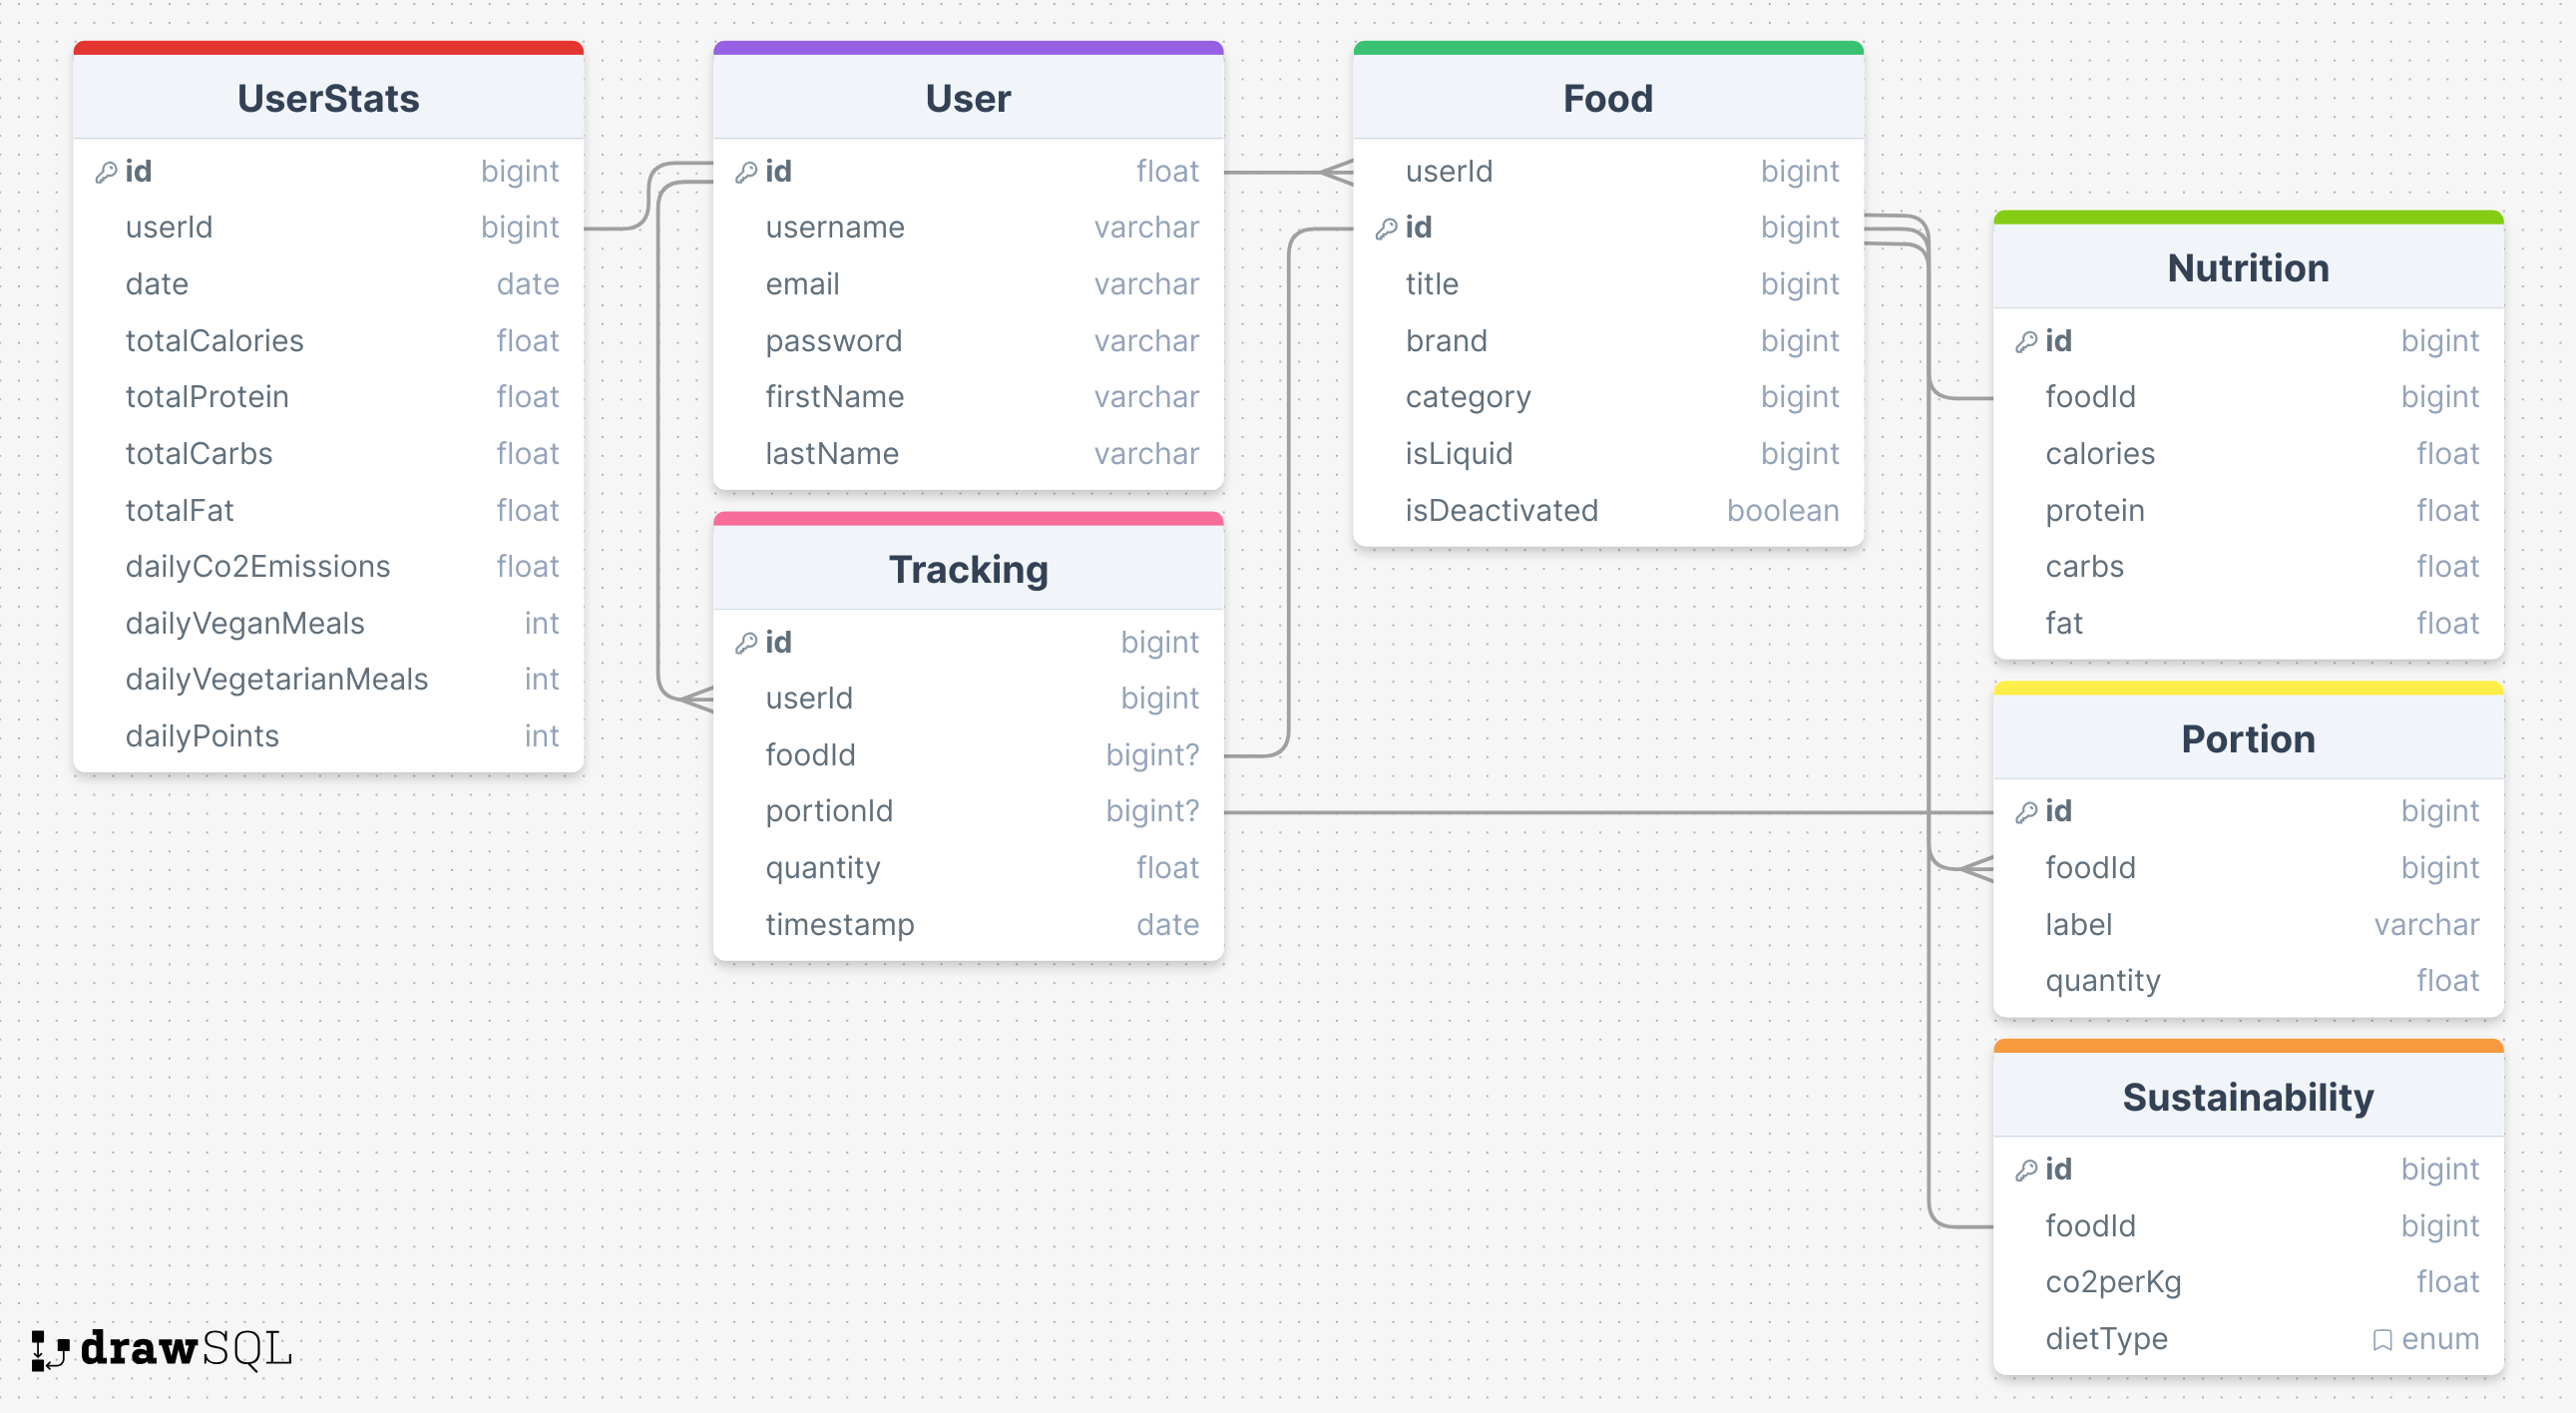 UserStats
id bigint
userId bigint
date date
totalCalories float
totalProtein float
totalCarbs float
totalFat float
dailyCo2Emissions float
dailyVeganMeals int
dailyVegetarianMeals int
dailyPoints int
User
id float
username varchar
email varchar
password varchar
firstName varchar
lastName varchar
Tracking
id bigint
userId bigint
foodId bigint?
portionId bigint?
quantity float
timestamp date
Food
userId bigint
id bigint
title bigint
brand bigint
category bigint
isLiquid bigint
isDeactivated boolean
Nutrition
id bigint
foodId bigint
calories float
protein float
carbs float
fat float
Portion
id bigint
foodId bigint
label varchar
quantity float
Sustainability
id bigint
foodId bigint
co2perKg float
dietType enum
drawSQL